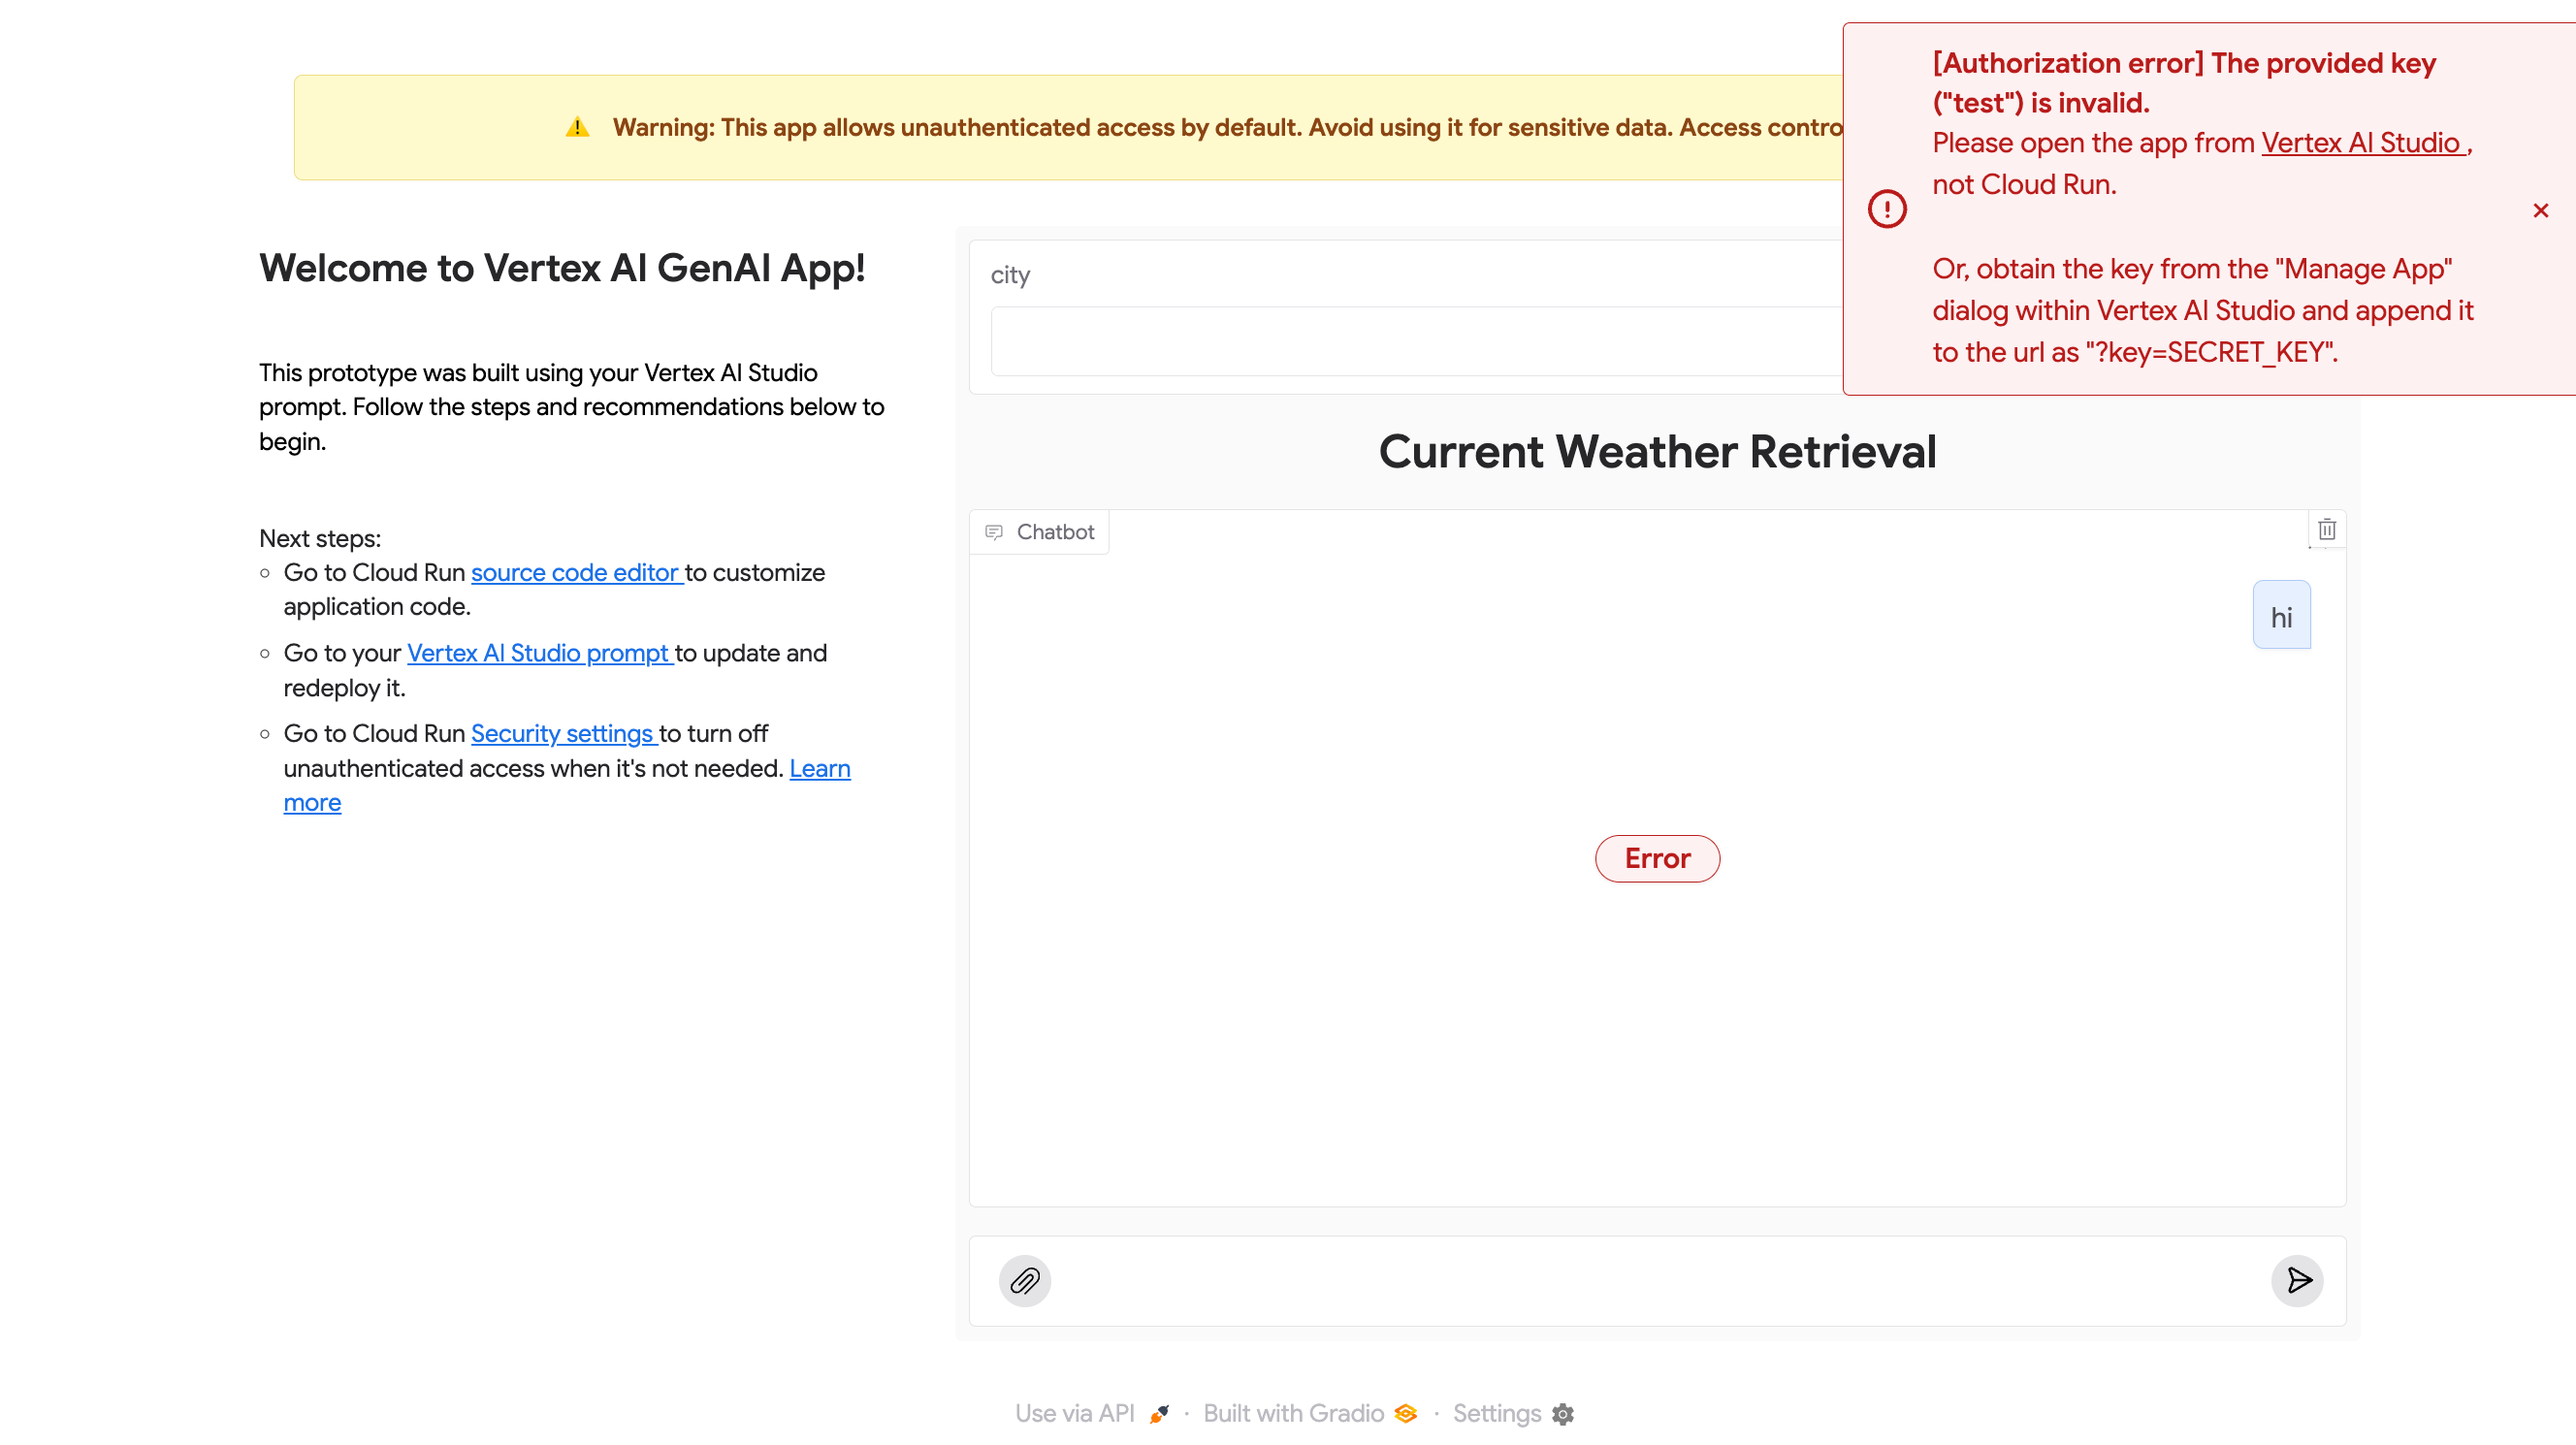 ⚠ Warning: This app allows unauthenticated access by default. Avoid using it for sensitive data. Access contro
[Authorization error] The provided key
("test") is invalid.
Please open the app from Vertex AI Studio ,
not Cloud Run.
Or, obtain the key from the "Manage App"
dialog within Vertex AI Studio and append it
to the url as "?key=SECRET_KEY".
Welcome to Vertex AI GenAI App!
This prototype was built using your Vertex AI Studio
prompt. Follow the steps and recommendations below to
begin.
Next steps:
Go to Cloud Run source code editor to customize
application code.
Go to your Vertex AI Studio prompt to update and
redeploy it.
Go to Cloud Run Security settings to turn off
unauthenticated access when it's not needed. Learn
more
city
Current Weather Retrieval
Chatbot
hi
Error
Use via API · Built with Gradio · Settings